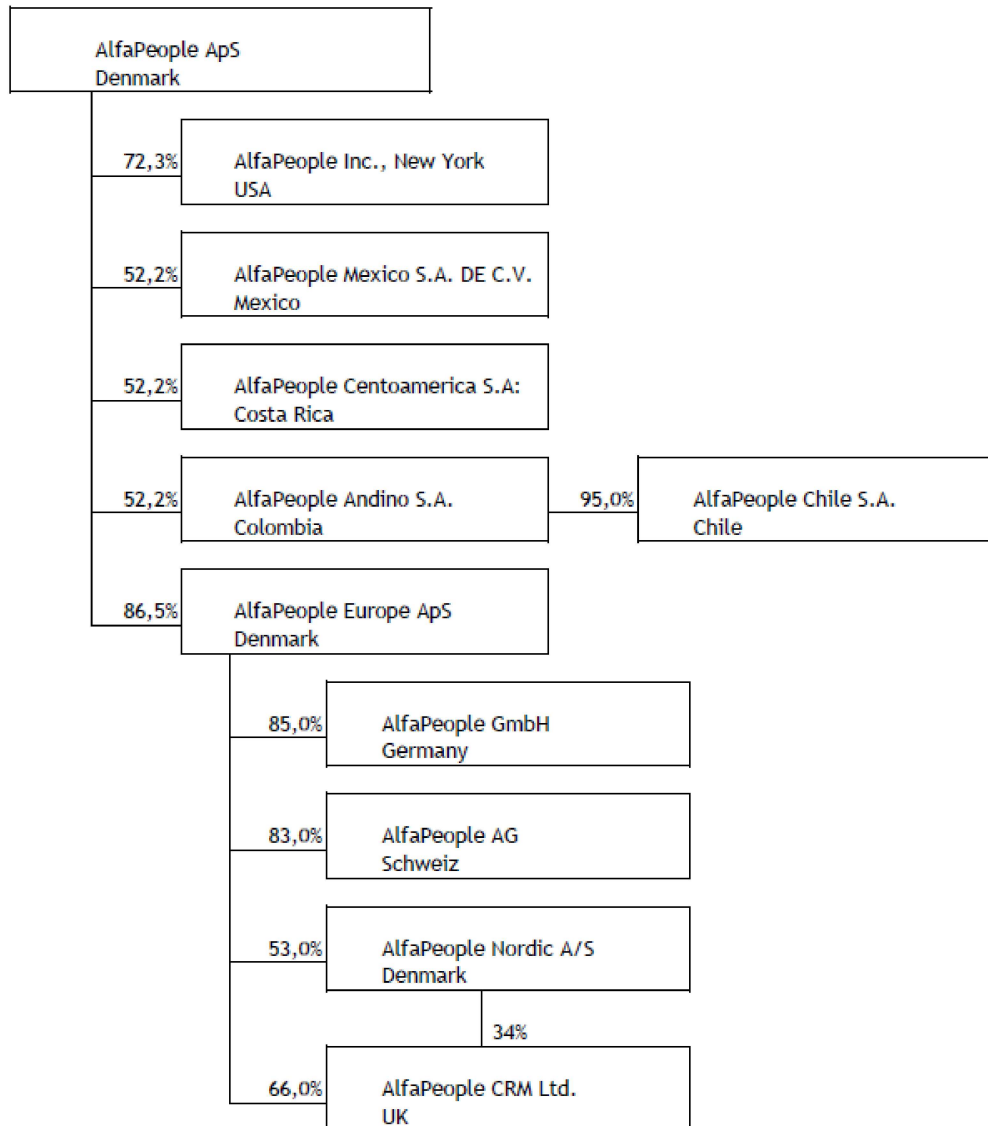 AlfaPeople ApS
Denmark
72,3%
AlfaPeople Inc., New York
USA
52,2%
AlfaPeople Mexico S.A. DE C.V.
Mexico
52,2%
AlfaPeople Centoamerica S.A:
Costa Rica
52,2%
AlfaPeople Andino S.A.
Colombia
95,0%
AlfaPeople Chile S.A.
Chile
86,5%
AlfaPeople Europe ApS
Denmark
85,0%
AlfaPeople GmbH
Germany
83,0%
AlfaPeople AG
Schweiz
53,0%
AlfaPeople Nordic A/S
Denmark
34%
66,0%
AlfaPeople CRM Ltd.
UK